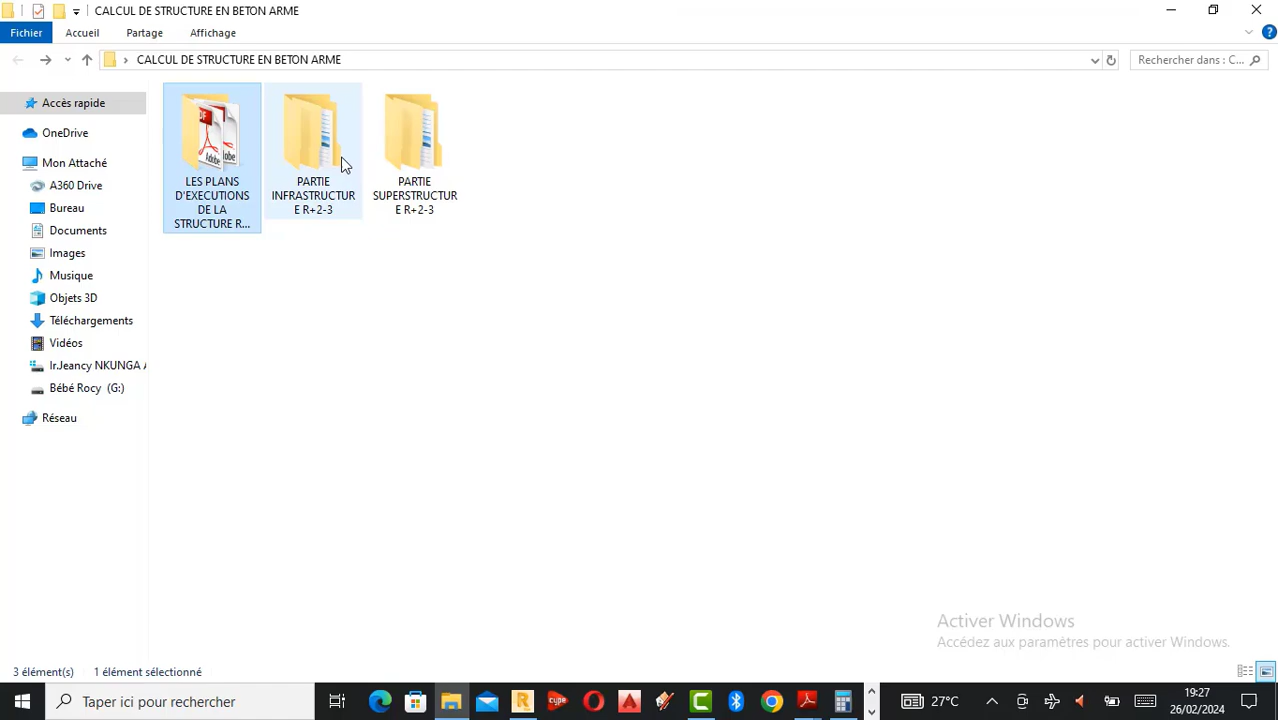 CALCUL DE STRUCTURE EN BETON ARME
Fichier Accueil Partage Affichage
CALCUL DE STRUCTURE EN BETON ARME
Rechercher dans : C...
Accès rapide
OneDrive
Mon Attaché
A360 Drive
Bureau
Documents
Images
Musique
Objets 3D
Téléchargements
Vidéos
Ir.Jeancy NKUNGA
Bébé Rocy (G:)
Réseau
LES PLANS
D'EXECUTIONS
DE LA
STRUCTURE R...
PARTIE
INFRASTRUCTUR
E R+2-3
PARTIE
SUPERSTRUCTUR
E R+2-3
Adobe
Activer Windows
Accédez aux paramètres pour activer Windows.
3 élément(s) 1 élément sélectionné
Taper ici pour rechercher
cype
27°C
19:27
26/02/2024